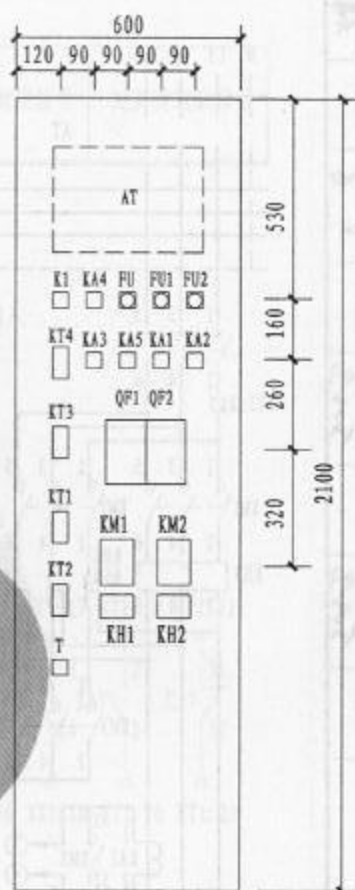 600
120 90 90 90 90
AT
530
K1 KA4 FU FU1 FU2
160
KT4 KA3 KA5 KA1 KA2
260
QF1 QF2
KT3
2100
320
KT1 KM1 KM2
KT2
KH1 KH2
T